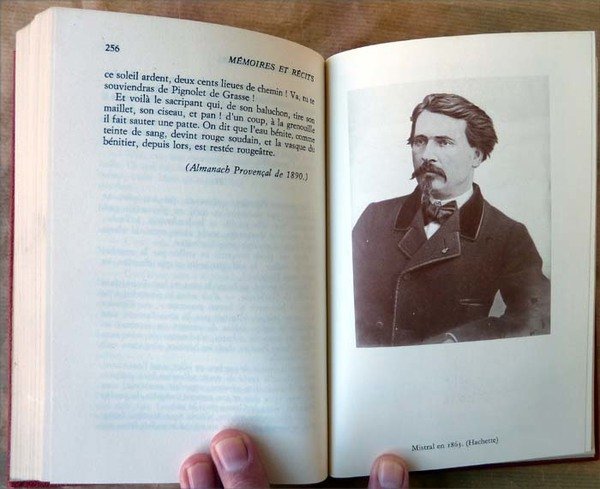 256
MÉMOIRES ET RÉCITS
ce soleil ardent, deux cents lieues de chemin ! Va, tu te
souviendras de Pignolet de Grasse !
Et voilà le sacripant qui, de son baluchon, tire son
maillet, son ciseau, et pan ! d'un coup, à la grenouille
il fait sauter une patte. On dit que l'eau bénite, comme
teinte de sang, devint rouge soudain, et la vasque du
bénitier, depuis lors, est restée rougeâtre.
(Almanach Provençal de 1890.)
Mistral en 1865. (Hachette)